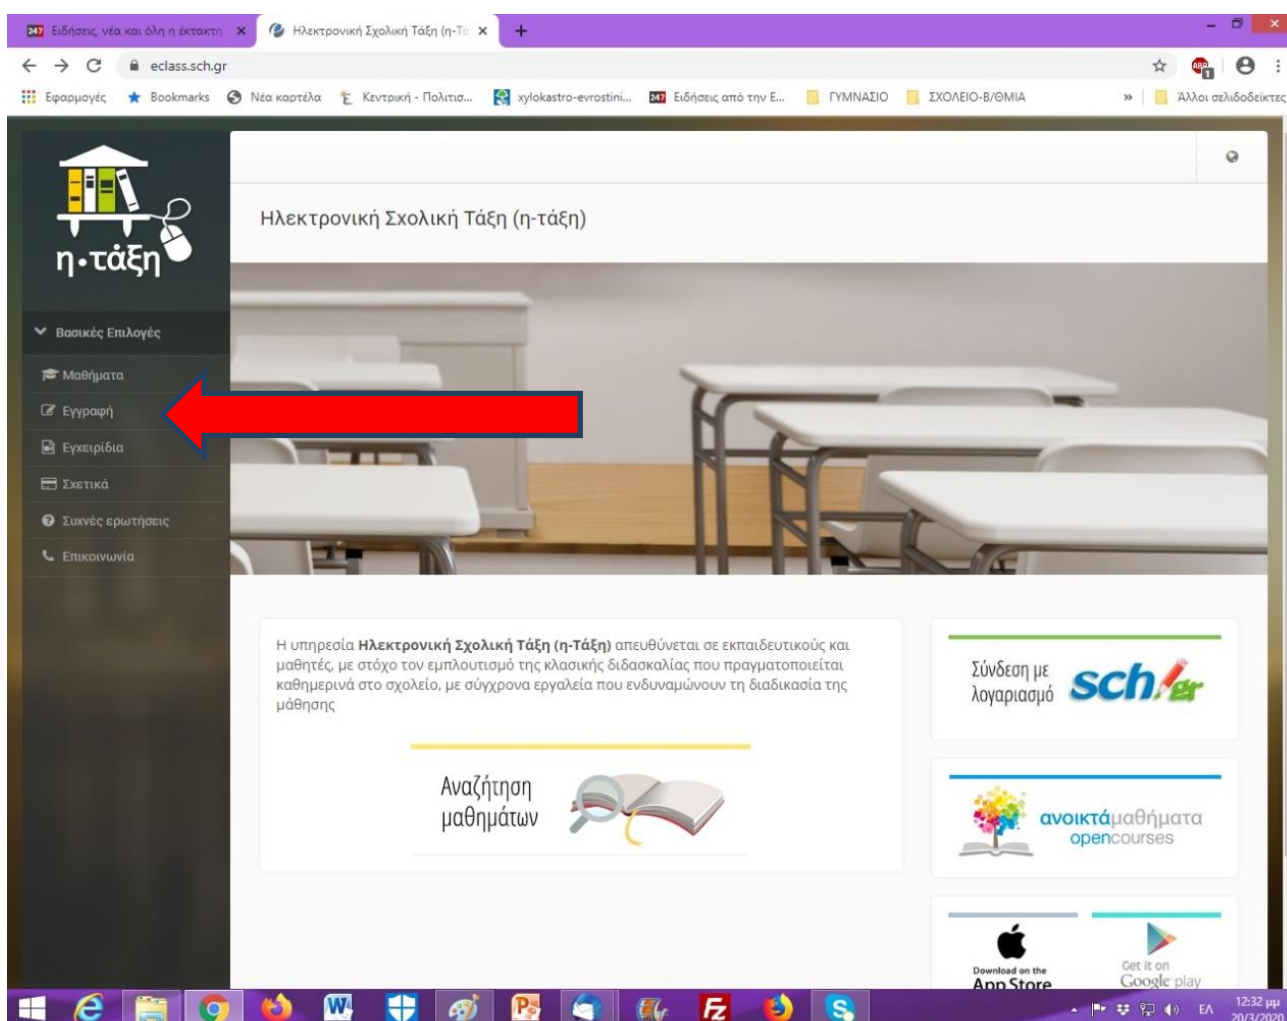 Ειδήσεις, νέα και όλη η έκτακτη
Ηλεκτρονική Σχολική Τάξη (η-Τά
eclass.sch.gr
ABP
1
Εφαρμογές
Bookmarks
Νέα καρτέλα
Κεντρική - Πολιτισ...
xylokastro-evrostini...
247
Ειδήσεις από την Ε...
ΓΥΜΝΑΣΙΟ
ΣΧΟΛΕΙΟ-Β/ΘΜΙΑ
»
Άλλοι σελιδοδείκτες
η·τάξη
Ηλεκτρονική Σχολική Τάξη (η-τάξη)
Βασικές Επιλογές
Μαθήματα
Εγγραφή
Εγχειρίδια
Σχετικά
Συχνές ερωτήσεις
Επικοινωνία
Η υπηρεσία Ηλεκτρονική Σχολική Τάξη (η-Τάξη) απευθύνεται σε εκπαιδευτικούς και
μαθητές, με στόχο τον εμπλουτισμό της κλασικής διδασκαλίας που πραγματοποιείται
καθημερινά στο σχολείο, με σύγχρονα εργαλεία που ενδυναμώνουν τη διαδικασία της
μάθησης
Αναζήτηση
μαθημάτων
Σύνδεση με
λογαριασμό
sch gr
ανοικτάμαθήματα
opencourses
Download on the
App Store
Get it on
Google play
ΕΛ
12:32 μμ
20/3/2020